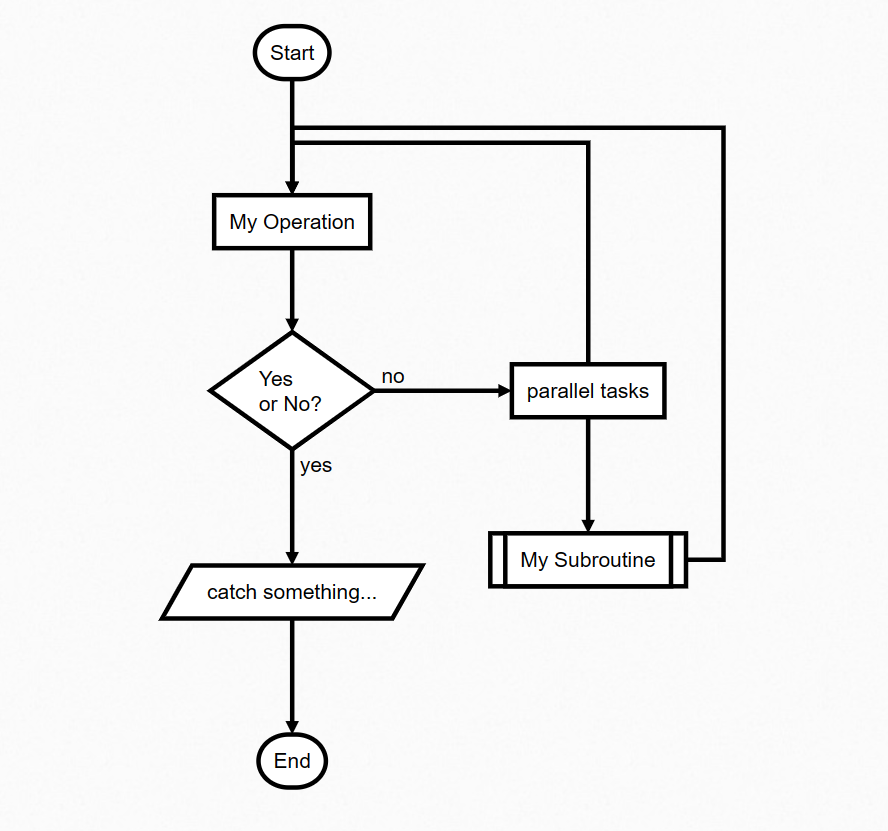 Start
My Operation
Yes
or No?
no
parallel tasks
yes
My Subroutine
catch something...
End